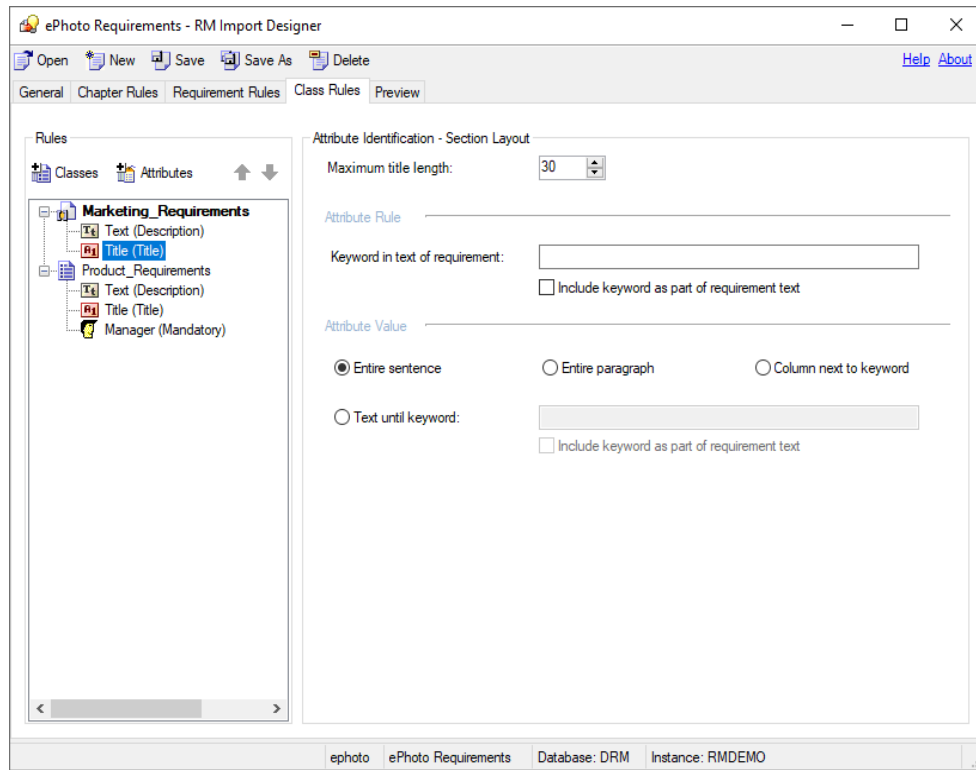 ePhoto Requirements - RM Import Designer
Open New Save Save As Delete Help About
General Chapter Rules Requirement Rules Class Rules Preview
Rules
Classes Attributes
Marketing_Requirements
Text (Description)
Title (Title)
Product_Requirements
Text (Description)
Title (Title)
Manager (Mandatory)
Attribute Identification - Section Layout
Maximum title length: 30
Attribute Rule
Keyword in text of requirement:
Include keyword as part of requirement text
Attribute Value
Entire sentence Entire paragraph Column next to keyword
Text until keyword:
Include keyword as part of requirement text
ephoto ePhoto Requirements Database: DRM Instance: RMDEMO